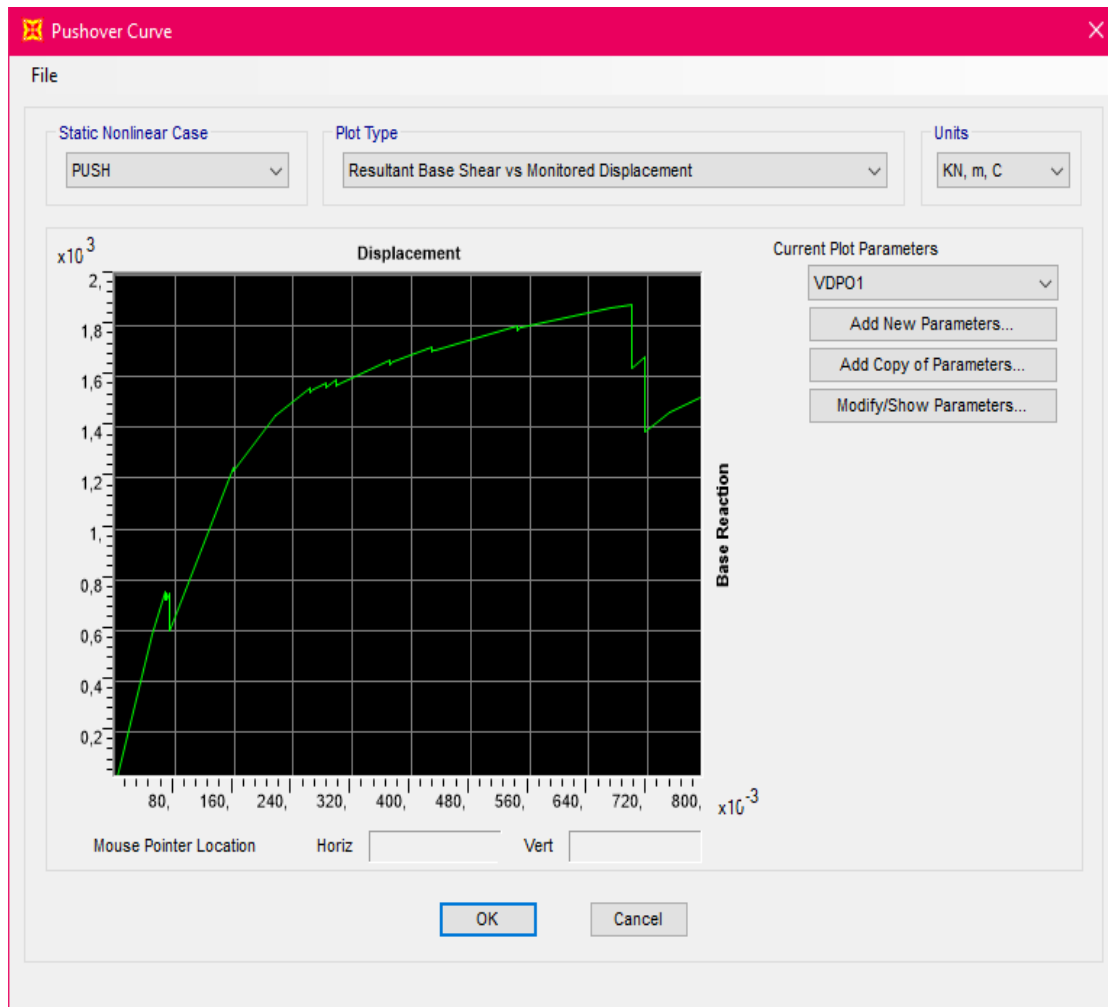 Pushover Curve
File
Static Nonlinear Case
PUSH
Plot Type
Resultant Base Shear vs Monitored Displacement
Units
KN, m, C
x10 3
Displacement
2,
1,8
1,6
1,4
1,2
1,
0,8
0,6
0,4
0,2
80, 160, 240, 320, 400, 480, 560, 640, 720, 800,
x10 -3
Base Reaction
Current Plot Parameters
VDPO1
Add New Parameters...
Add Copy of Parameters...
Modify/Show Parameters...
Mouse Pointer Location Horiz Vert
OK Cancel